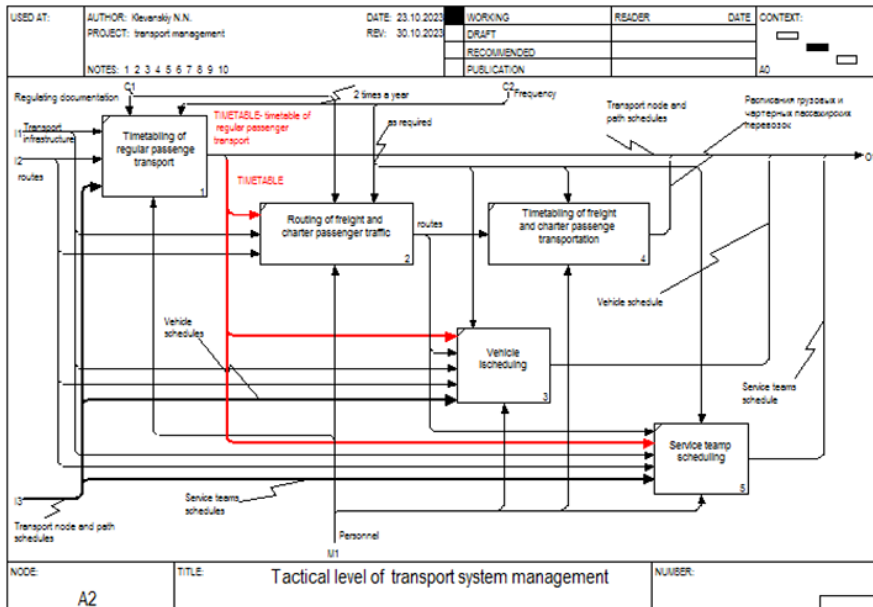 USED AT:
AUTHOR: Klevanskiy N.N.
DATE: 23.10.2023
WORKING
READER
DATE
CONTEXT:
PROJECT: transport management
REV: 30.10.2023
DRAFT
RECOMMENDED
NOTES: 1 2 3 4 5 6 7 8 9 10
PUBLICATION
A0
C1
2 times a year
C2
Frequency
Regulating documentation
TIMETABLE- timetable of
regular passenger
transport
as required
Transport node and
path schedules
Расписания грузовых и
чартерных пассажирских
перевозок
I1
Transport
infrastructure
Timetabling of
regular passenge
transport
1
I2
routes
O1
TIMETABLE
Routing of freight and
charter passenger traffic
2
routes
Timetabling of freight
and charter passenge
transportation
4
Vehicle
schedules
Vehicle
lscheduling
3
Vehicle schedule
Service teams
schedule
Service teamp
scheduling
5
I3
Transport node and path
schedules
Service teams
schedules
Personnel
M1
NODE:
TITLE:
Tactical level of transport system management
NUMBER:
A2